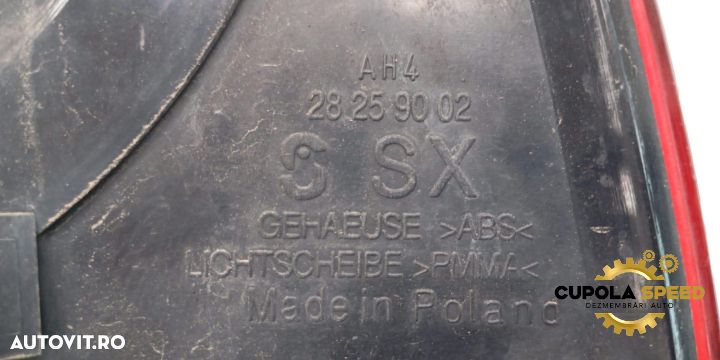 AH4
28 25 90 02
S SX
GEHAEUSE >ABS<
LICHTSCHEIBE >PMMA<
Made in Poland
CUPOLA SPEED
DEZMEMBRĂRI AUTO
AUTOVIT.RO